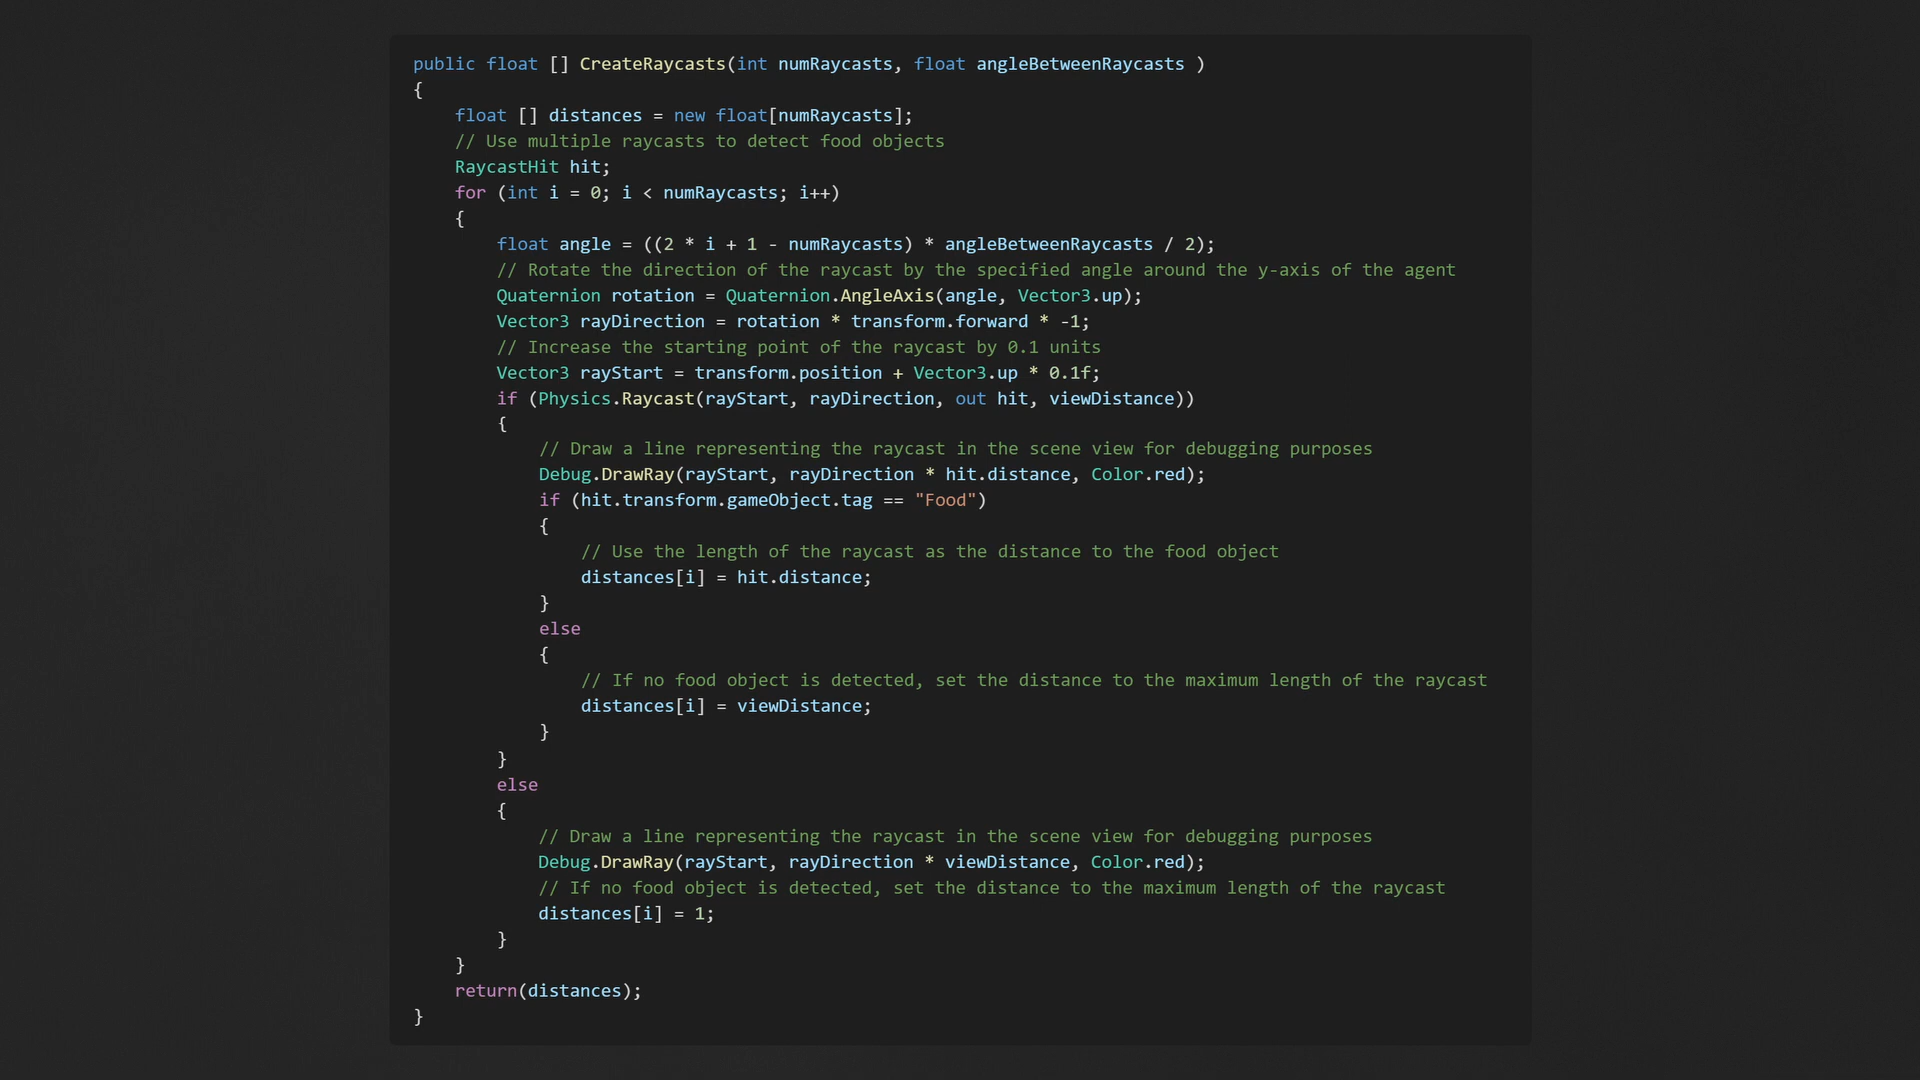 public float [] CreateRaycasts(int numRaycasts, float angleBetweenRaycasts )
{
    float [] distances = new float[numRaycasts];
    // Use multiple raycasts to detect food objects
    RaycastHit hit;
    for (int i = 0; i < numRaycasts; i++)
    {
        float angle = ((2 * i + 1 - numRaycasts) * angleBetweenRaycasts / 2);
        // Rotate the direction of the raycast by the specified angle around the y-axis of the agent
        Quaternion rotation = Quaternion.AngleAxis(angle, Vector3.up);
        Vector3 rayDirection = rotation * transform.forward * -1;
        // Increase the starting point of the raycast by 0.1 units
        Vector3 rayStart = transform.position + Vector3.up * 0.1f;
        if (Physics.Raycast(rayStart, rayDirection, out hit, viewDistance))
        {
            // Draw a line representing the raycast in the scene view for debugging purposes
            Debug.DrawRay(rayStart, rayDirection * hit.distance, Color.red);
            if (hit.transform.gameObject.tag == "Food")
            {
                // Use the length of the raycast as the distance to the food object
                distances[i] = hit.distance;
            }
            else
            {
                // If no food object is detected, set the distance to the maximum length of the raycast
                distances[i] = viewDistance;
            }
        }
        else
        {
            // Draw a line representing the raycast in the scene view for debugging purposes
            Debug.DrawRay(rayStart, rayDirection * viewDistance, Color.red);
            // If no food object is detected, set the distance to the maximum length of the raycast
            distances[i] = 1;
        }
    }
    return(distances);
}